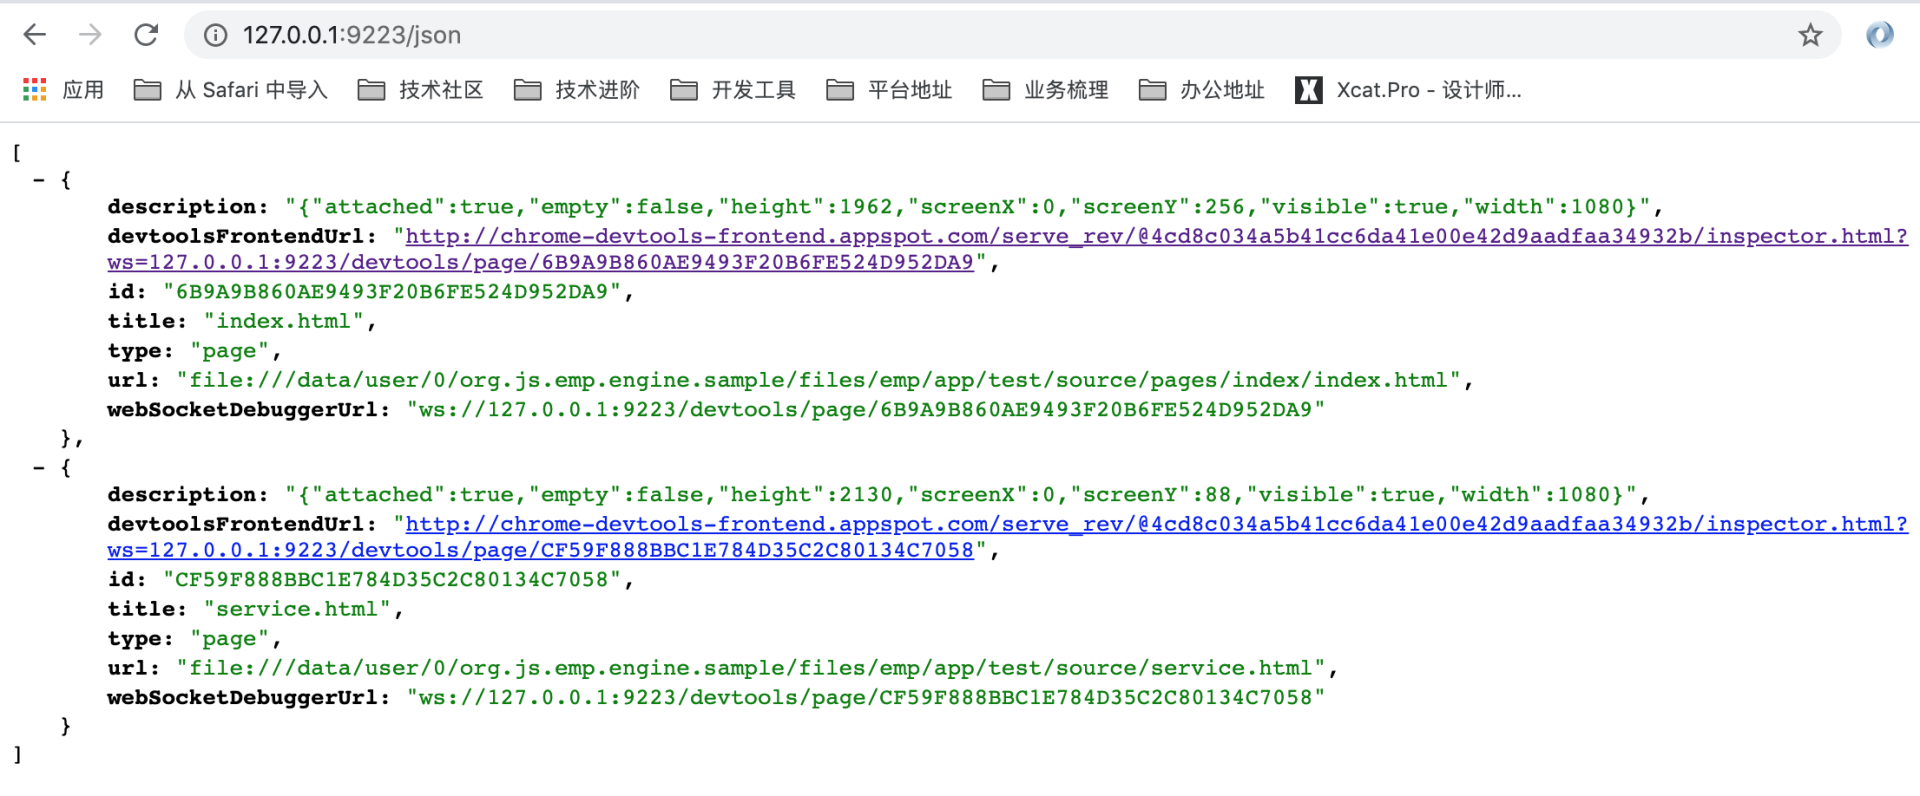 127.0.0.1:9223/json
应用 从 Safari 中导入 技术社区 技术进阶 开发工具 平台地址 业务梳理 办公地址 Xcat.Pro - 设计师...
[
- {
description: "{"attached":true,"empty":false,"height":1962,"screenX":0,"screenY":256,"visible":true,"width":1080}",
devtoolsFrontendUrl: "http://chrome-devtools-frontend.appspot.com/serve_rev/@4cd8c034a5b41cc6da41e00e42d9aadfaa34932b/inspector.html?
ws=127.0.0.1:9223/devtools/page/6B9A9B860AE9493F20B6FE524D952DA9",
id: "6B9A9B860AE9493F20B6FE524D952DA9",
title: "index.html",
type: "page",
url: "file:///data/user/0/org.js.emp.engine.sample/files/emp/app/test/source/pages/index/index.html",
webSocketDebuggerUrl: "ws://127.0.0.1:9223/devtools/page/6B9A9B860AE9493F20B6FE524D952DA9"
},
- {
description: "{"attached":true,"empty":false,"height":2130,"screenX":0,"screenY":88,"visible":true,"width":1080}",
devtoolsFrontendUrl: "http://chrome-devtools-frontend.appspot.com/serve_rev/@4cd8c034a5b41cc6da41e00e42d9aadfaa34932b/inspector.html?
ws=127.0.0.1:9223/devtools/page/CF59F888BBC1E784D35C2C80134C7058",
id: "CF59F888BBC1E784D35C2C80134C7058",
title: "service.html",
type: "page",
url: "file:///data/user/0/org.js.emp.engine.sample/files/emp/app/test/source/service.html",
webSocketDebuggerUrl: "ws://127.0.0.1:9223/devtools/page/CF59F888BBC1E784D35C2C80134C7058"
}
]